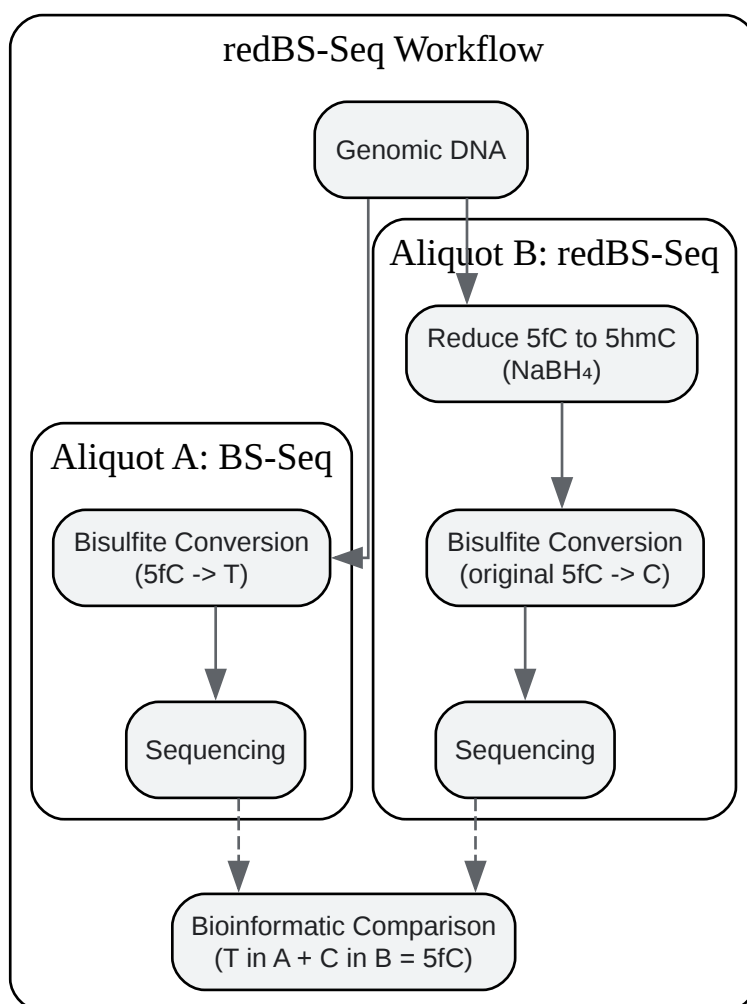 redBS-Seq Workflow
Genomic DNA
Aliquot B: redBS-Seq
Reduce 5fC to 5hmC
(NaBH₄)
Aliquot A: BS-Seq
Bisulfite Conversion
(5fC -> T)
Bisulfite Conversion
(original 5fC -> C)
Sequencing
Sequencing
Bioinformatic Comparison
(T in A + C in B = 5fC)